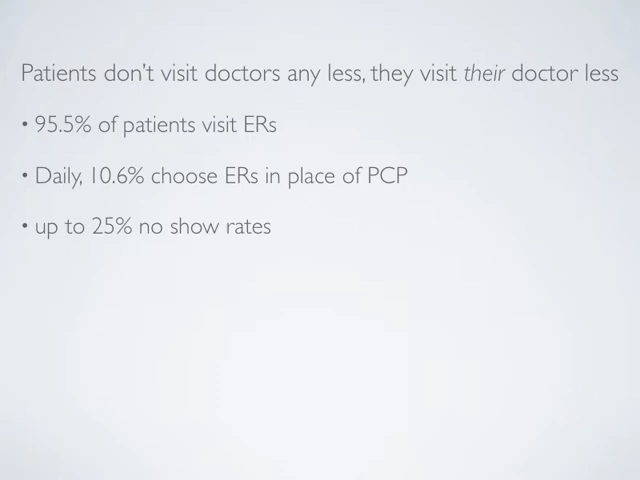 Patients don't visit doctors any less, they visit their doctor less
• 95.5% of patients visit ERs
• Daily, 10.6% choose ERs in place of PCP
• up to 25% no show rates